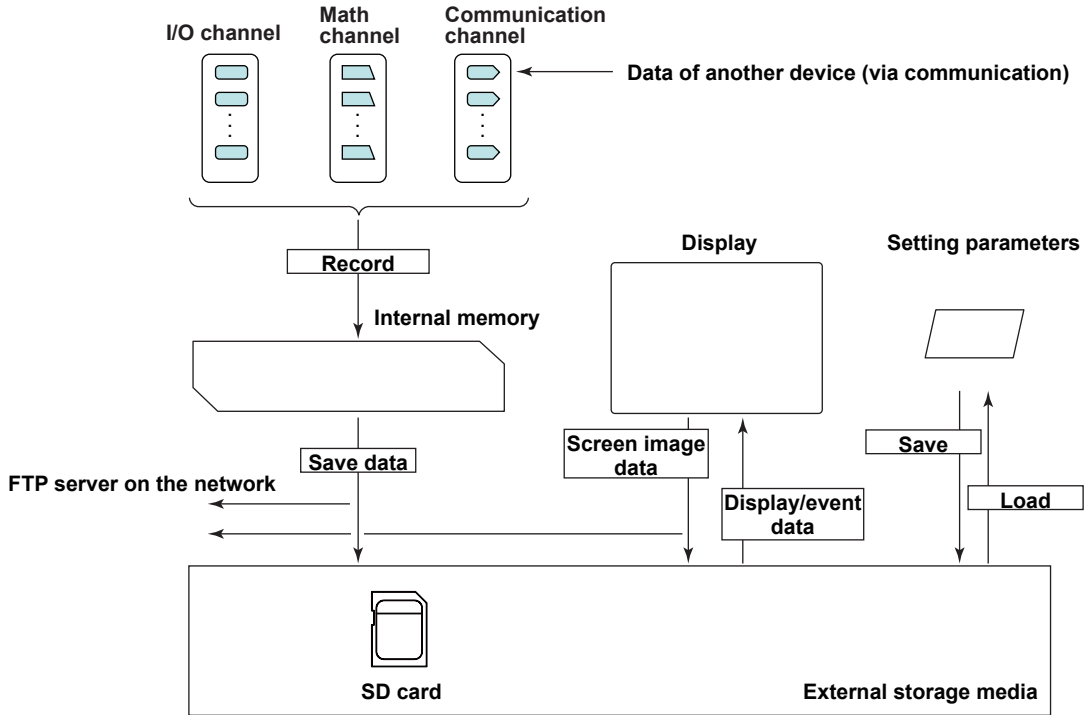 I/O channel
Math
channel
Communication
channel
Data of another device (via communication)
Record
Internal memory
Display
Setting parameters
Save data
Screen image
data
Save
FTP server on the network
Display/event
data
Load
SD card
External storage media